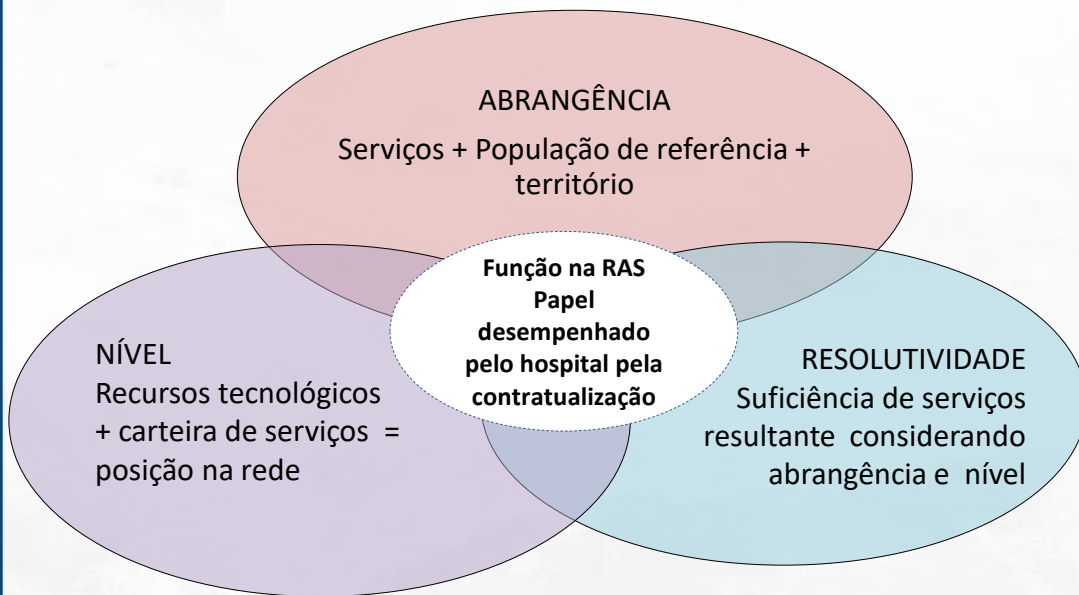 ABRANGÊNCIA
Serviços + População de referência +
território
Função na RAS
Papel
desempenhado
pelo hospital pela
contratualização
NÍVEL
Recursos tecnológicos
+ carteira de serviços =
posição na rede
RESOLUTIVIDADE
Suficiência de serviços
resultante considerando
abrangência e nível